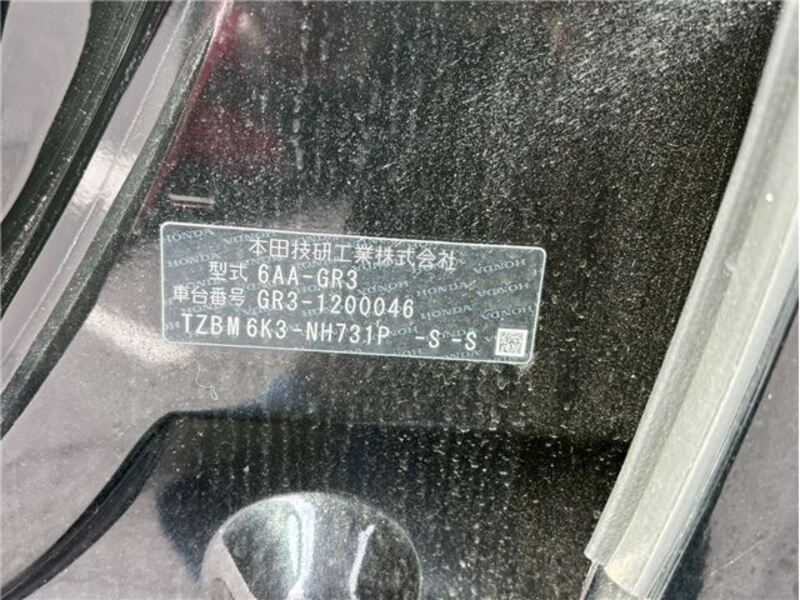 本田技研工業株式会社
型式 6AA-GR3
車台番号 GR3-1200046
TZBM6K3-NH731P -S-S